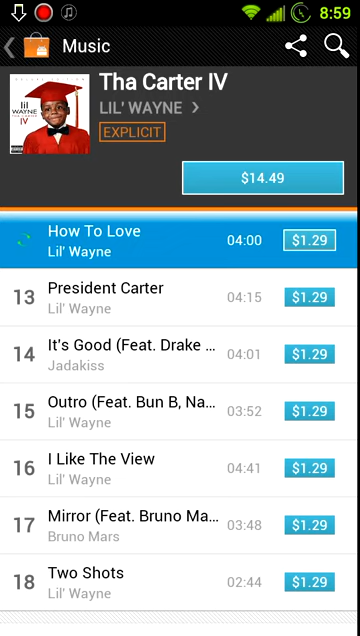 8:59
Music
Tha Carter IV
LIL' WAYNE
EXPLICIT
lil
WAYNE
THA CARTER
IV
$14.49
How To Love
04:00
$1.29
Lil' Wayne
13
President Carter
04:15
$1.29
Lil' Wayne
14
It's Good (Feat. Drake ...
04:01
$1.29
Jadakiss
15
Outro (Feat. Bun B, Na...
03:52
$1.29
Lil' Wayne
16
I Like The View
04:41
$1.29
Lil' Wayne
17
Mirror (Feat. Bruno Ma...
03:48
$1.29
Bruno Mars
18
Two Shots
02:44
$1.29
Lil' Wayne